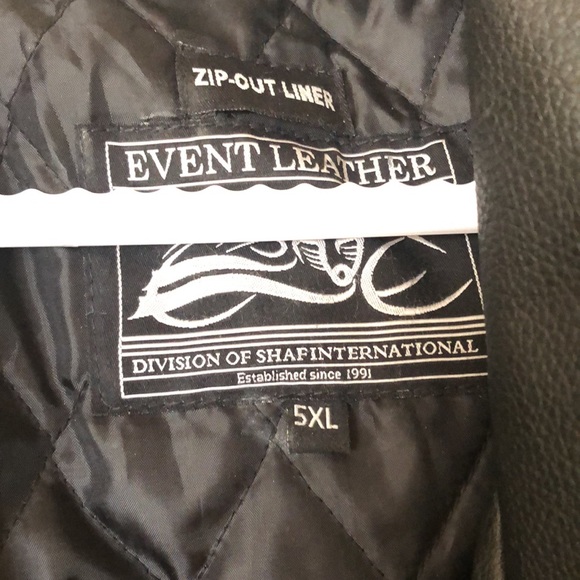 ZIP-OUT LINER
EVENT LEATHER
DIVISION OF SHAFINTERNATIONAL
Established since 1991
5XL